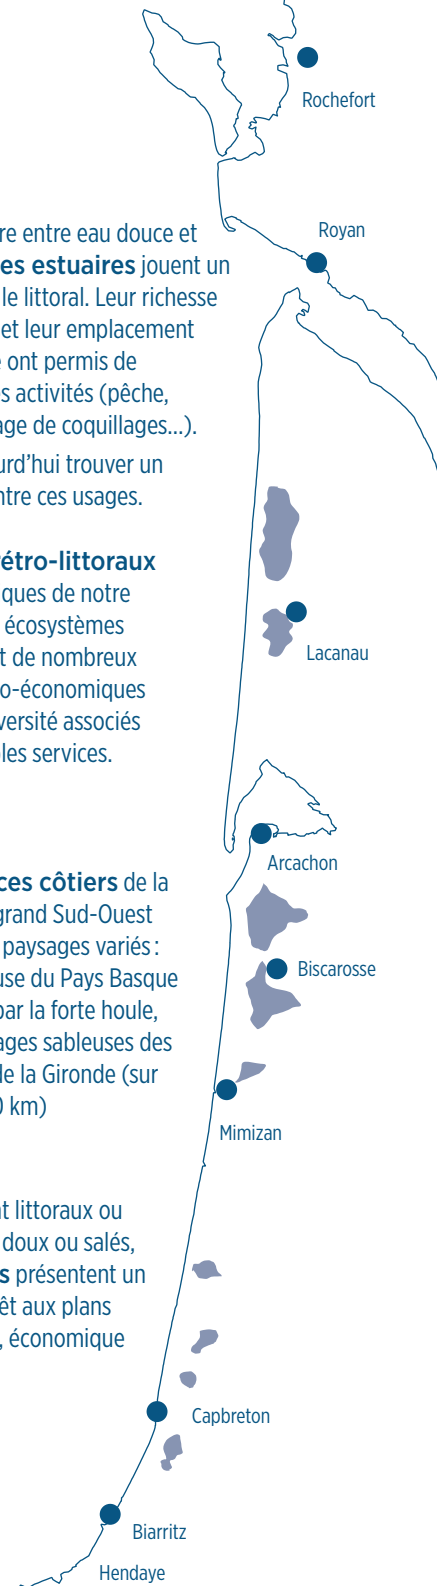 Rochefort
Royan
re entre eau douce et
es estuaires jouent un
le littoral. Leur richesse
et leur emplacement
ont permis de
s activités (pêche,
age de coquillages...).
urd’hui trouver un
ntre ces usages.
étro-littoraux
iques de notre
écosystèmes
t de nombreux
o-économiques
versité associés
les services.
Lacanau
Arcachon
ces côtiers de la
grand Sud-Ouest
paysages variés :
use du Pays Basque
par la forte houle,
ages sableuses des
de la Gironde (sur
0 km)
Biscarosse
Mimizan
t littoraux ou
doux ou salés,
s présentent un
êt aux plans
, économique
Capbreton
Biarritz
Hendaye